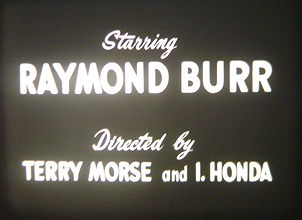 Starring
RAYMOND BURR
Directed by
TERRY MORSE and I. HONDA